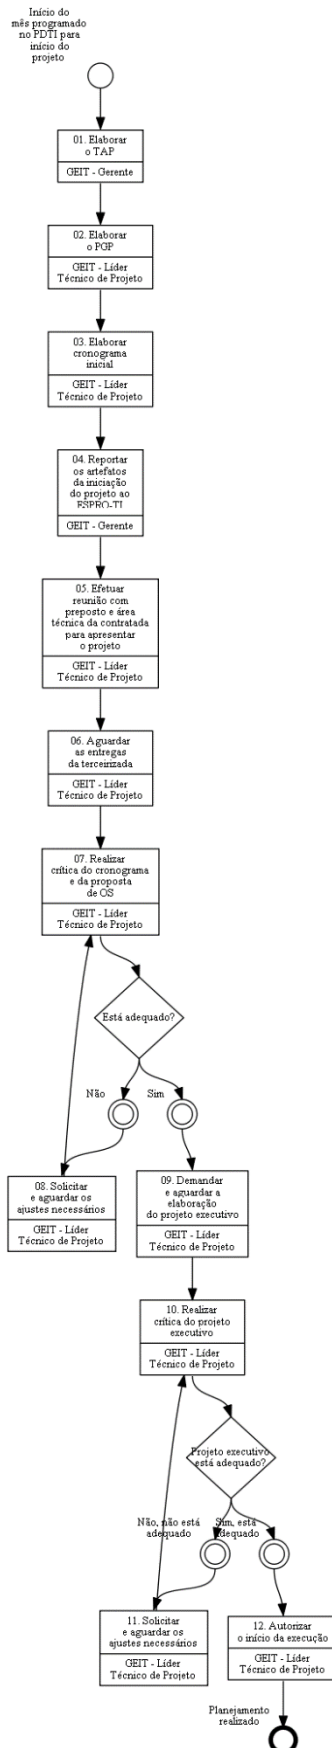 Início do
mês programado
no PDTI para
início do
projeto
01. Elaborar
o TAP
GEIT - Gerente
02. Elaborar
o PGP
GEIT - Líder
Técnico de Projeto
03. Elaborar
cronograma
inicial
GEIT - Líder
Técnico de Projeto
04. Reportar
os artefatos
da iniciação
do projeto ao
ESPRO-TI
GEIT - Gerente
05. Efetuar
reunião com
preposto e área
técnica da contratada
para apresentar
o projeto
GEIT - Líder
Técnico de Projeto
06. Aguardar
as entregas
da terceirizada
GEIT - Líder
Técnico de Projeto
07. Realizar
crítica do cronograma
e da proposta
de OS
GEIT - Líder
Técnico de Projeto
Está adequado?
Não
Sim
08. Solicitar
e aguardar os
ajustes necessários
GEIT - Líder
Técnico de Projeto
09. Demandar
e aguardar a
elaboração
do projeto executivo
GEIT - Líder
Técnico de Projeto
10. Realizar
crítica do projeto
executivo
GEIT - Líder
Técnico de Projeto
Projeto executivo
está adequado?
Não, não está
adequado
Sim, está
adequado
11. Solicitar
e aguardar os
ajustes necessários
GEIT - Líder
Técnico de Projeto
12. Autorizar
o início da execução
GEIT - Líder
Técnico de Projeto
Planejamento
realizado